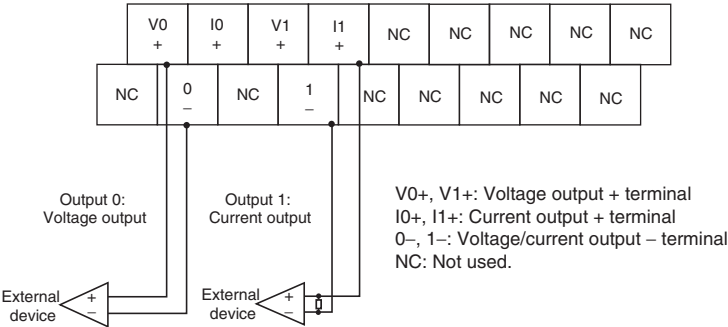 V0 I0 V1 I1 NC NC NC NC NC
+ + + +
NC 0 NC 1 NC NC NC NC NC
– –
Output 0:
Voltage output
Output 1:
Current output
V0+, V1+: Voltage output + terminal
I0+, I1+: Current output + terminal
0–, 1–: Voltage/current output – terminal
NC: Not used.
External
device
+
–
External
device
+
–